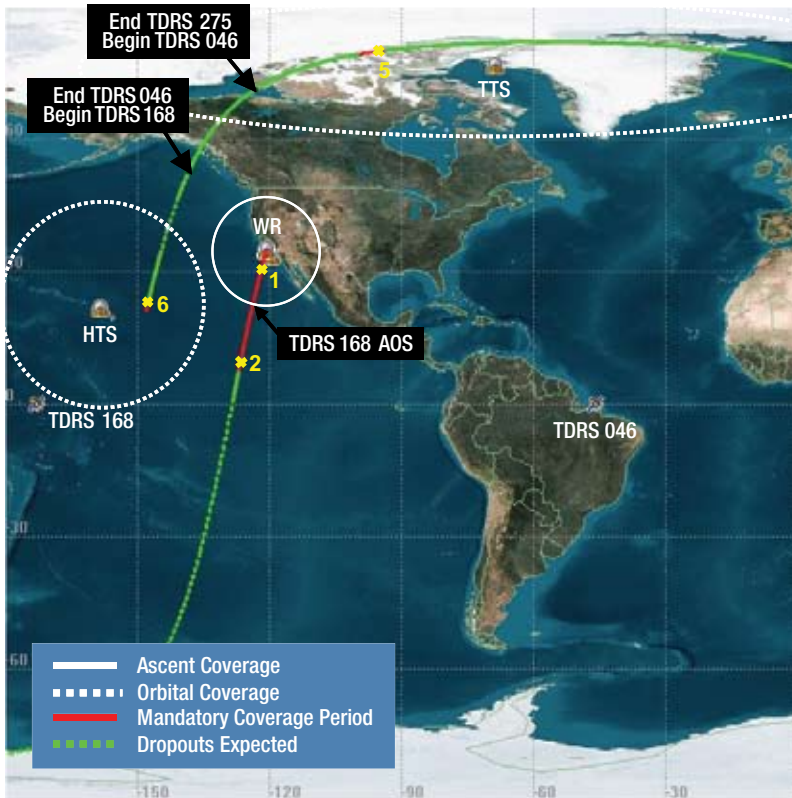 End TDRS 275
Begin TDRS 046
End TDRS 046
Begin TDRS 168
5
TTS
WR
1
6
HTS
TDRS 168 AOS
2
TDRS 168
TDRS 046
-30
-60
Ascent Coverage
Orbital Coverage
Mandatory Coverage Period
Dropouts Expected
-150
-120
-90
-60
-30